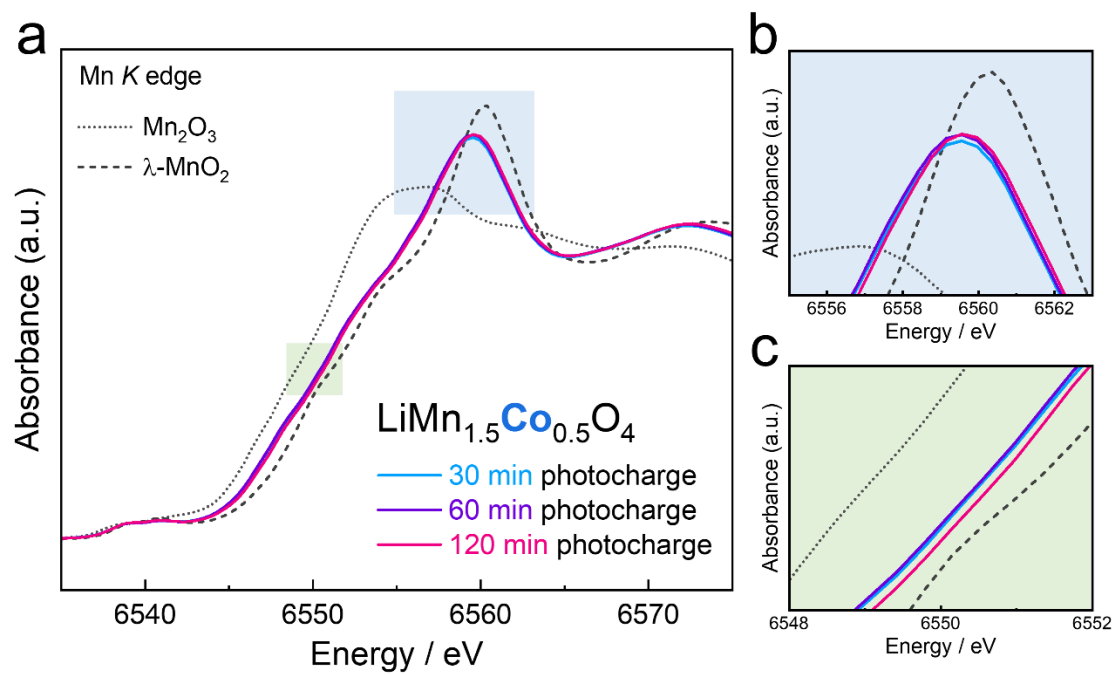 a
Mn K edge
Mn₂O₃
λ-MnO₂
LiMn₁.₅Co₀.₅O₄
30 min photocharge
60 min photocharge
120 min photocharge
Absorbance (a.u.)
6540 6550 6560 6570
Energy / eV
b
Absorbance (a.u.)
6556 6558 6560 6562
Energy / eV
c
Absorbance (a.u.)
6548 6550 6552
Energy / eV